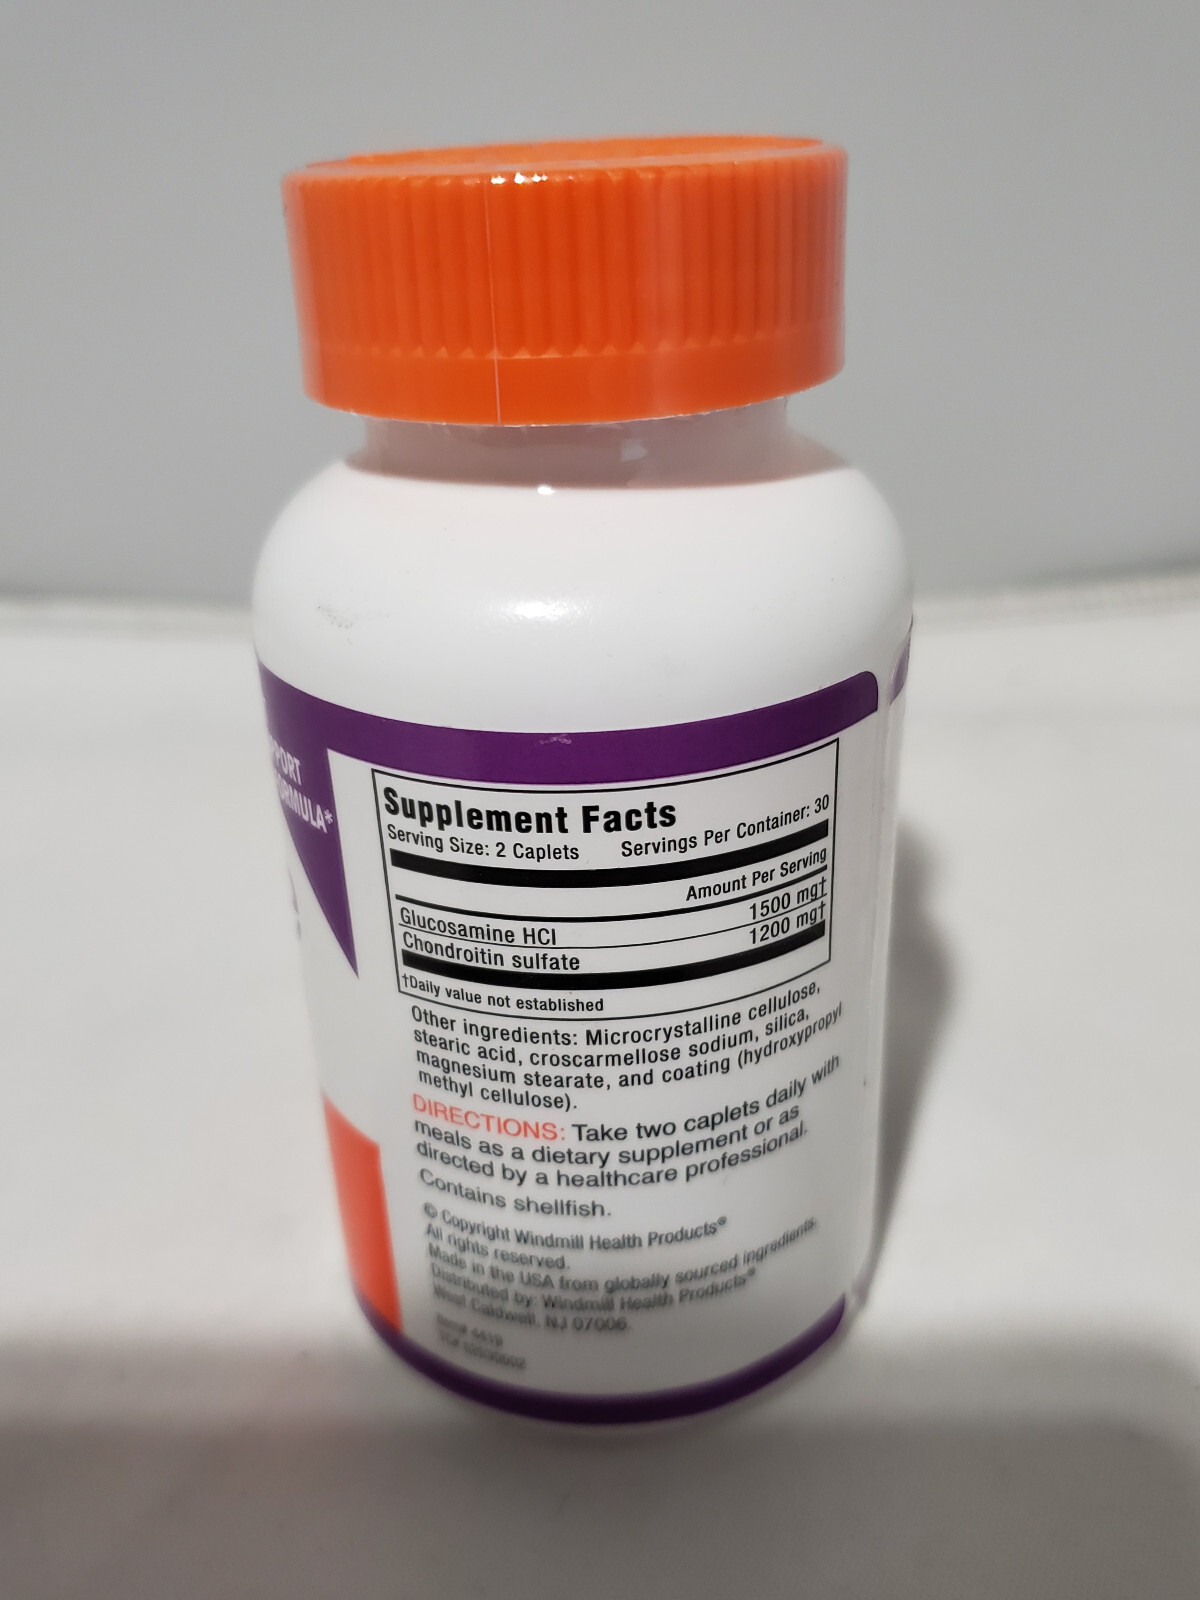 PORT
RMULA*
Supplement Facts
Serving Size: 2 Caplets Servings Per Container: 30
Amount Per Serving
Glucosamine HCl 1500 mg†
Chondroitin sulfate 1200 mg†
†Daily value not established
Other ingredients: Microcrystalline cellulose,
stearic acid, croscarmellose sodium, silica,
magnesium stearate, and coating (hydroxypropyl
methyl cellulose).
DIRECTIONS: Take two caplets daily with
meals as a dietary supplement or as
directed by a healthcare professional.
Contains shellfish.
© Copyright Windmill Health Products®
All rights reserved.
Made in the USA from globally sourced ingredients.
Distributed by: Windmill Health Products®
West Caldwell, NJ 07006.
Item# 4419